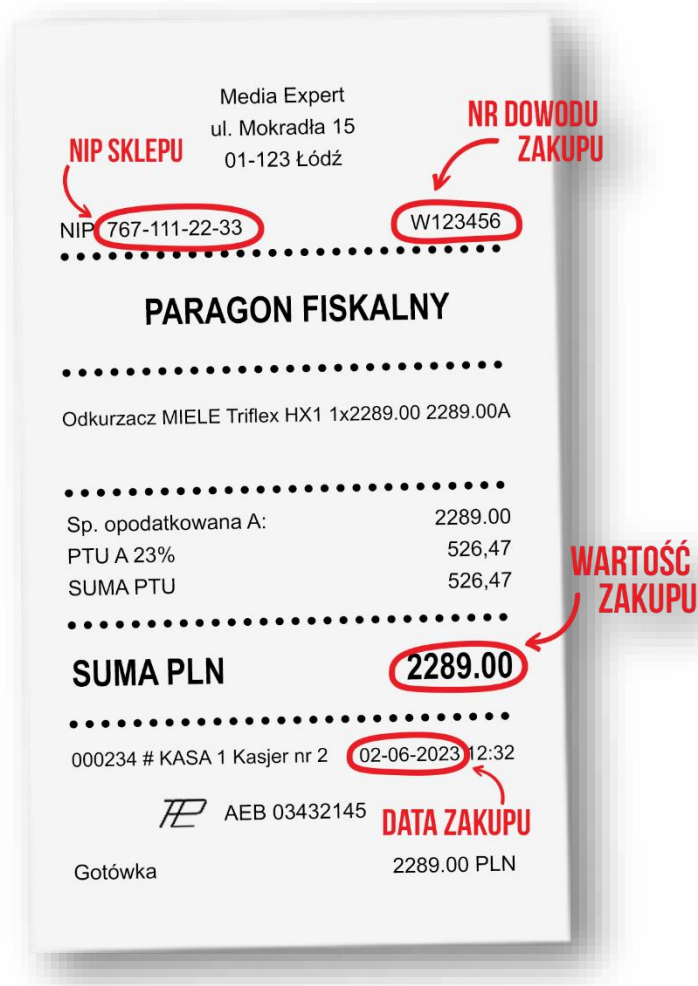 Media Expert
ul. Mokradła 15
01-123 Łódź
NR DOWODU
ZAKUPU
NIP SKLEPU
NIP 767-111-22-33 W123456
PARAGON FISKALNY
Odkurzacz MIELE Triflex HX1 1x2289.00 2289.00A
Sp. opodatkowana A: 2289.00
PTU A 23% 526,47
SUMA PTU 526,47
WARTOŚĆ
ZAKUPU
SUMA PLN 2289.00
000234 # KASA 1 Kasjer nr 2 02-06-2023 12:32
AEB 03432145
DATA ZAKUPU
Gotówka 2289.00 PLN